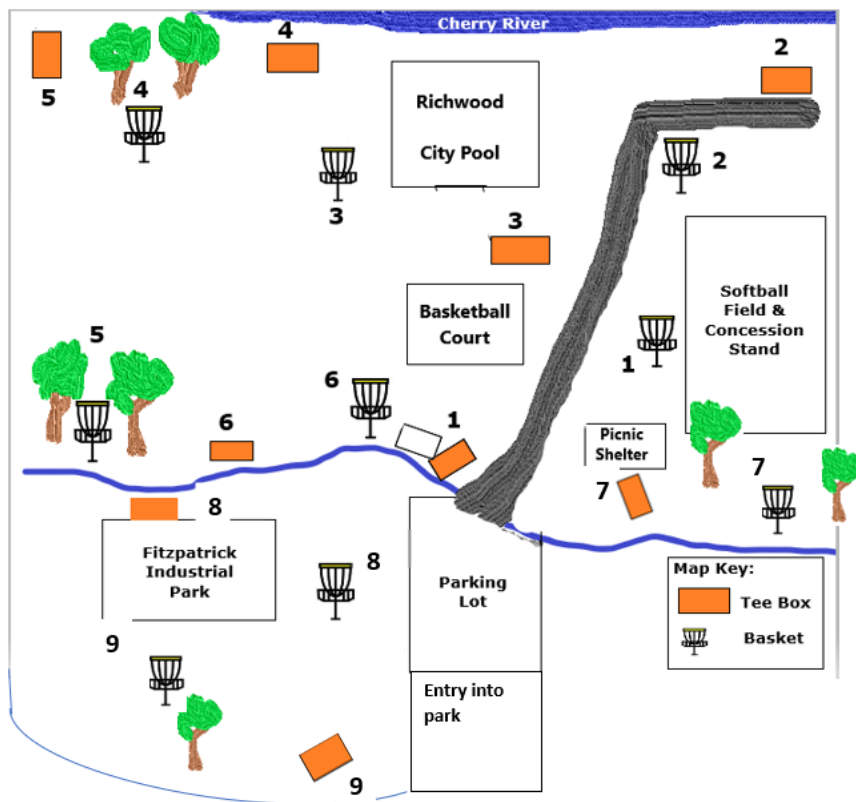 Cherry River
4
2
5
4
Richwood
City Pool
2
3
3
Softball
Field &
Concession
Stand
Basketball
Court
1
5
6
1
6
Picnic
Shelter
7
7
8
Fitzpatrick
Industrial
Park
8
Parking
Lot
Map Key:
Tee Box
Basket
9
Entry into
park
9